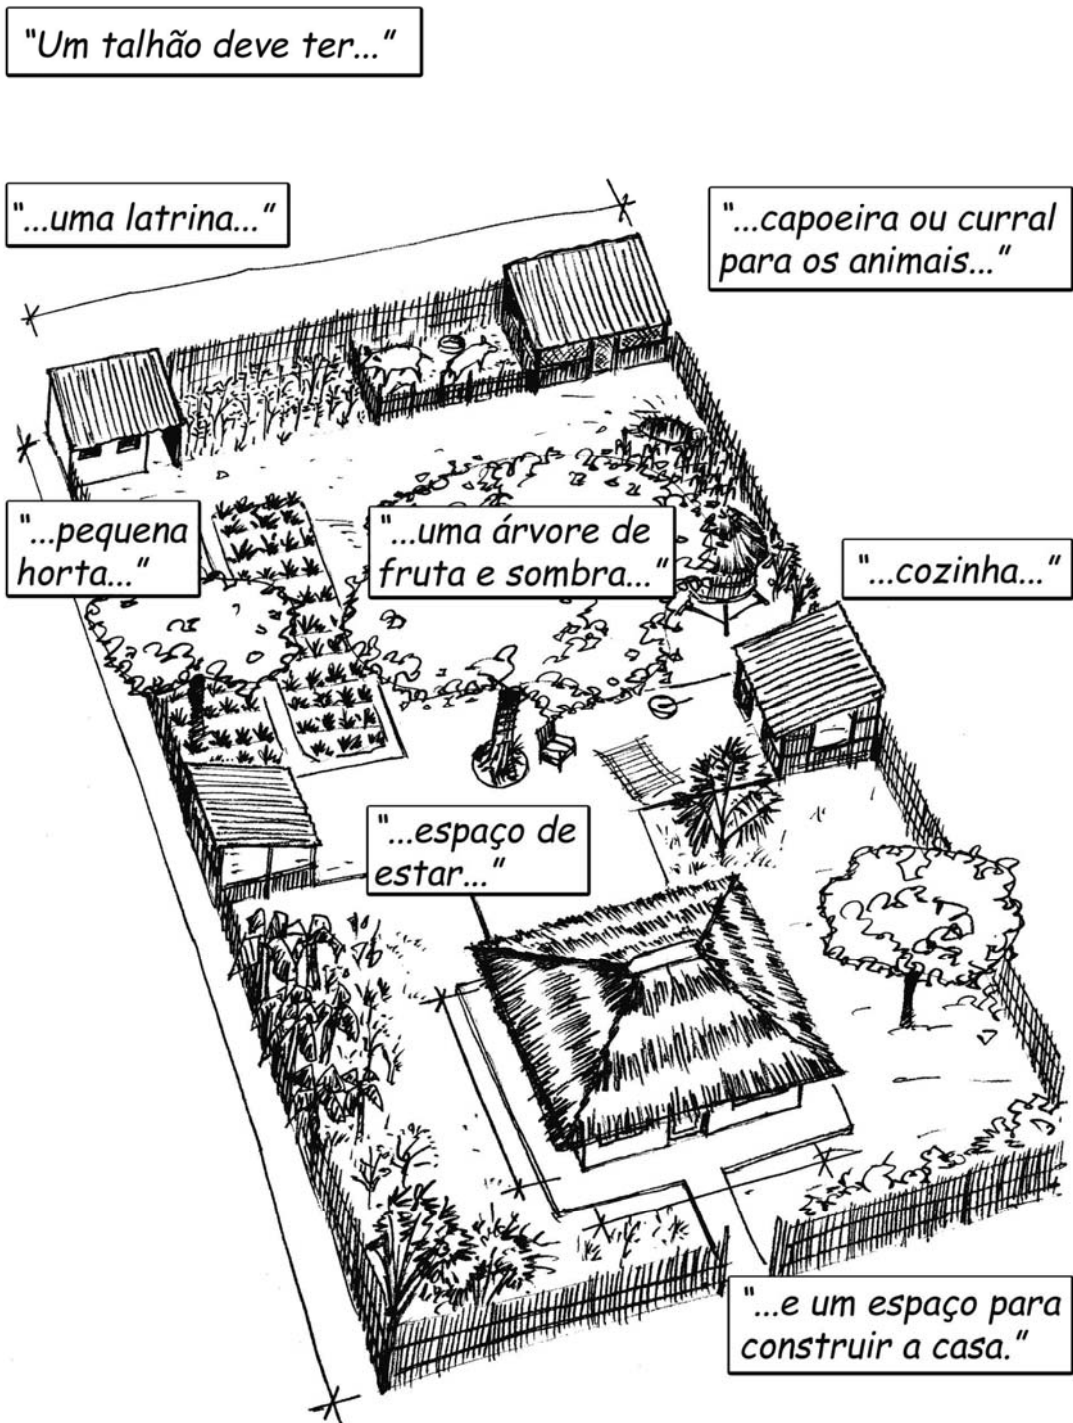 "Um talhão deve ter..."
"...uma latrina..."
"...capoeira ou curral
para os animais..."
"...pequena
horta..."
"...uma árvore de
fruta e sombra..."
"...cozinha..."
"...espaço de
estar..."
"...e um espaço para
construir a casa."